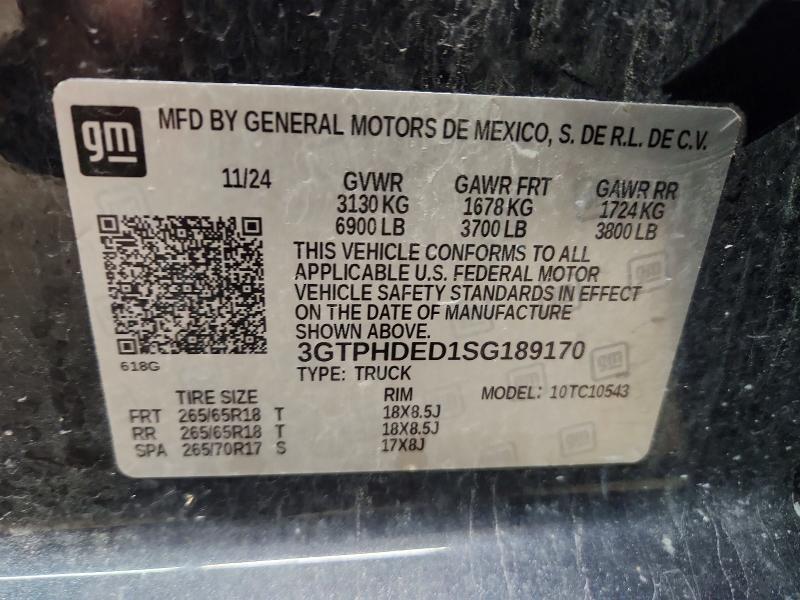 gm
MFD BY GENERAL MOTORS DE MEXICO, S. DE R.L. DE C.V.
11/24 GVWR GAWR FRT GAWR RR
3130 KG 1678 KG 1724 KG
6900 LB 3700 LB 3800 LB
THIS VEHICLE CONFORMS TO ALL
APPLICABLE U.S. FEDERAL MOTOR
VEHICLE SAFETY STANDARDS IN EFFECT
ON THE DATE OF MANUFACTURE
SHOWN ABOVE.
618G
3GTPHDED1SG189170
TYPE: TRUCK
TIRE SIZE RIM MODEL: 10TC10543
FRT 265/65R18 T 18X8.5J
RR 265/65R18 T 18X8.5J
SPA 265/70R17 S 17X8J